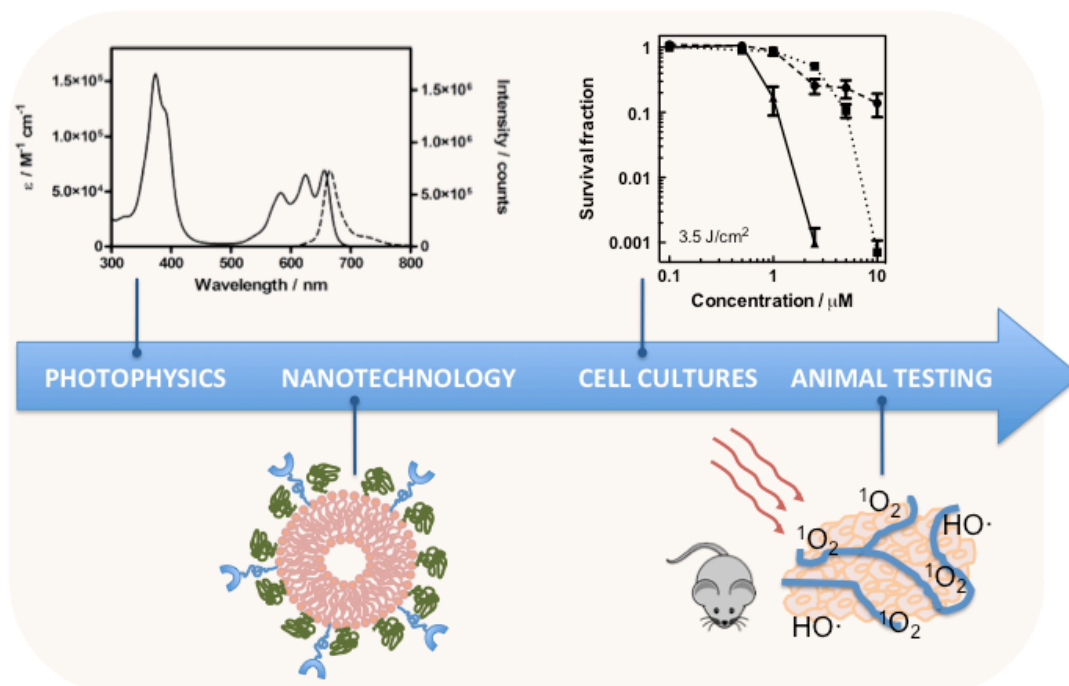 1.5×10⁵
1.0×10⁵
5.0×10⁴
0
ε / M⁻¹ cm⁻¹
1.5×10⁶
1.0×10⁶
5.0×10⁵
0
Intensity / counts
300 400 500 600 700 800
Wavelength / nm
1
0.1
0.01
0.001
Survival fraction
3.5 J/cm²
0.1 1 10
Concentration / μM
PHOTOPHYSICS NANOTECHNOLOGY CELL CULTURES ANIMAL TESTING
¹O₂
HO·
¹O₂
¹O₂
HO·
¹O₂